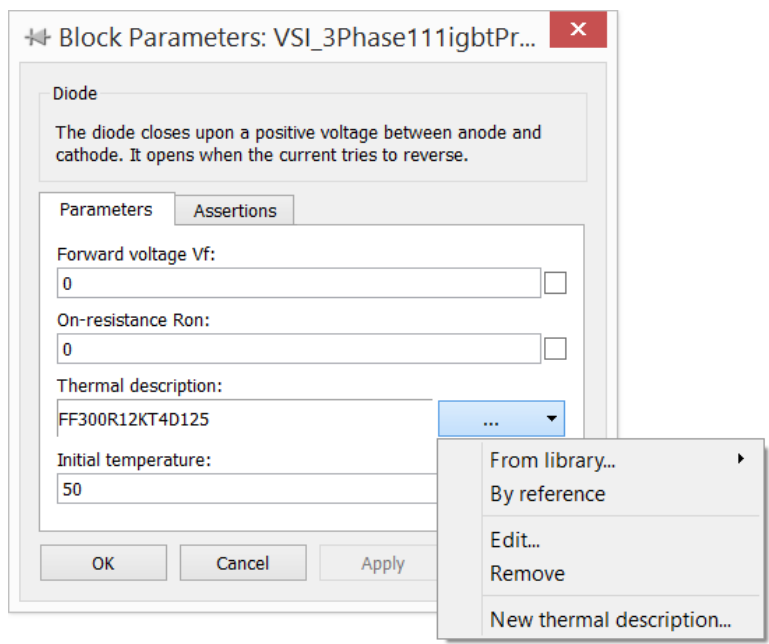 Block Parameters: VSI_3Phase111igbtPr...
Diode
The diode closes upon a positive voltage between anode and
cathode. It opens when the current tries to reverse.
Parameters
Assertions
Forward voltage Vf:
0
On-resistance Ron:
0
Thermal description:
FF300R12KT4D125
...
Initial temperature:
50
From library...
By reference
Edit...
Remove
New thermal description...
OK
Cancel
Apply